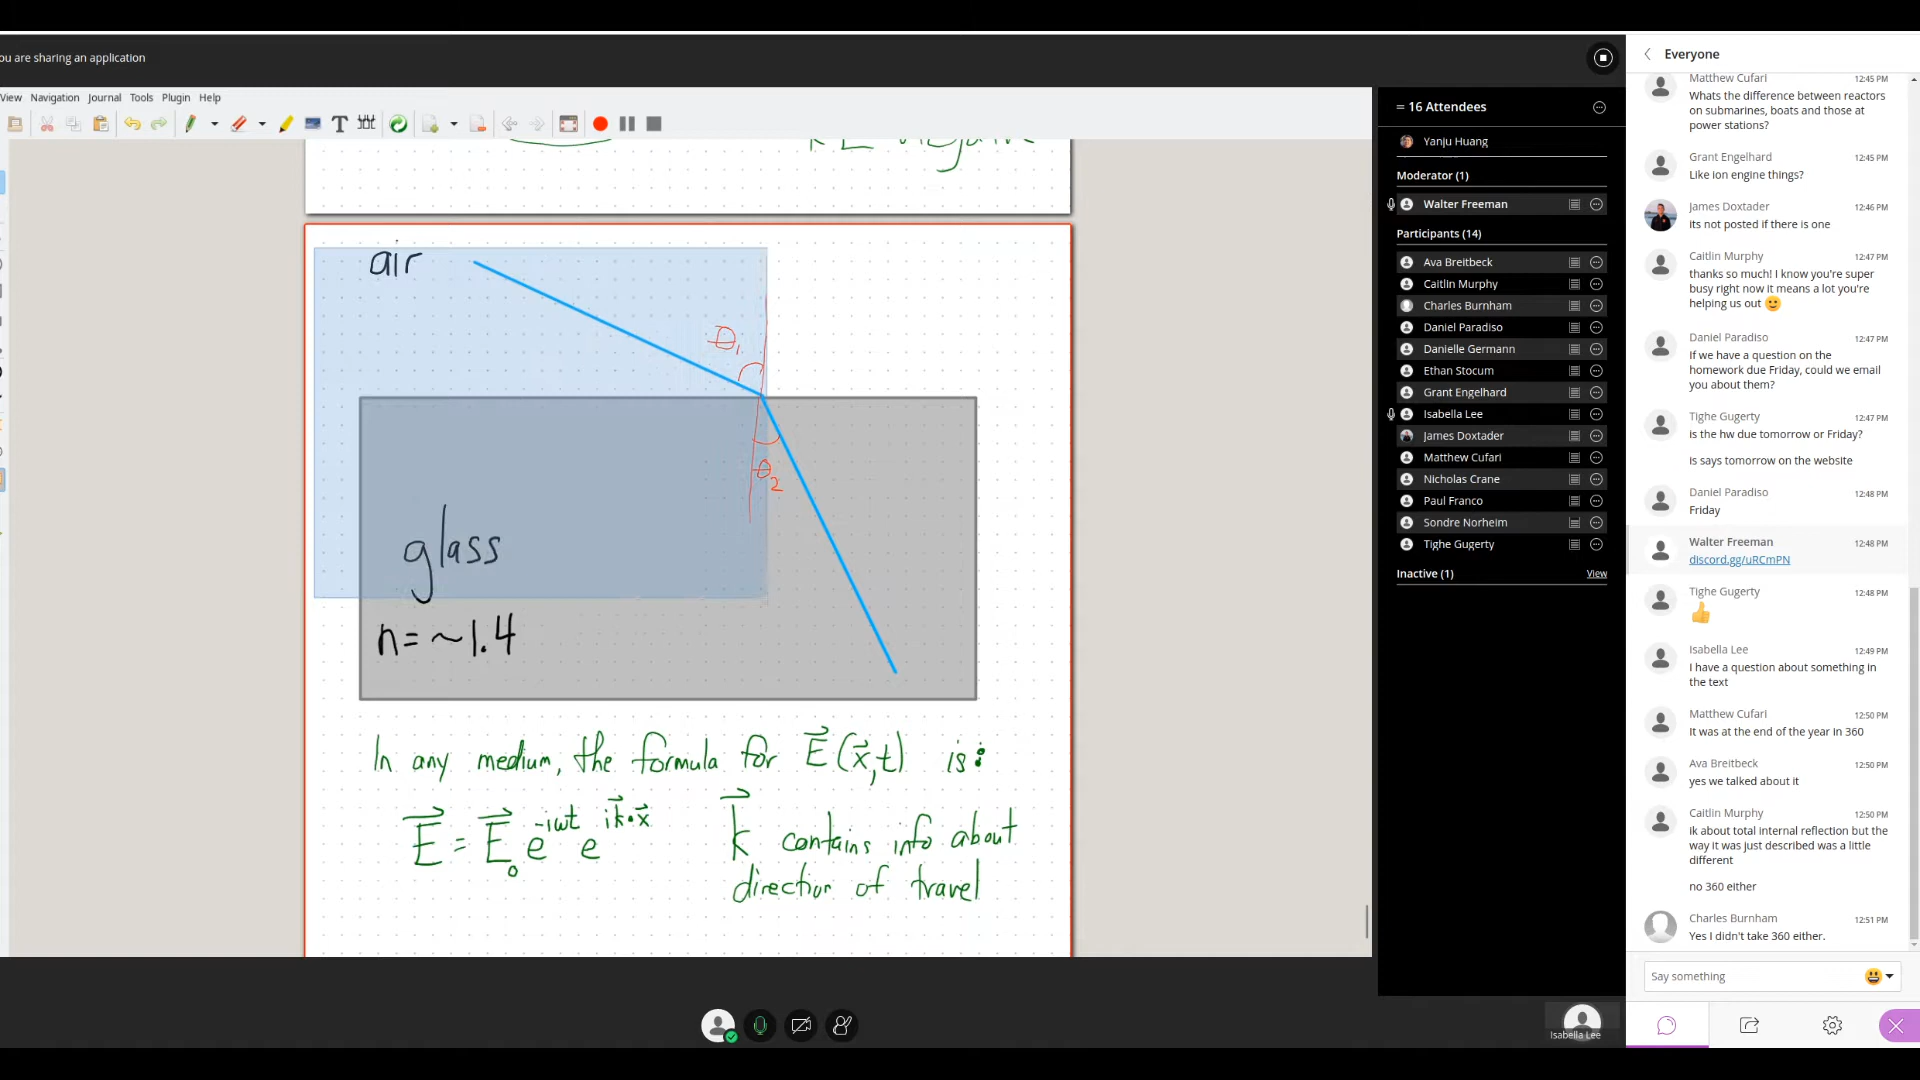 ou are sharing an application
View Navigation Journal Tools Plugin Help
air
θ1
θ2
glass
n= ~1.4
In any medium, the formula for E(x,t) is:
E = E0 e-iωt eik•x
k contains info about
direction of travel
= 16 Attendees
Yanju Huang
Moderator (1)
Walter Freeman
Participants (14)
Ava Breitbeck
Caitlin Murphy
Charles Burnham
Daniel Paradiso
Danielle Germann
Ethan Stocum
Grant Engelhard
Isabella Lee
James Doxtader
Matthew Cufari
Nicholas Crane
Paul Franco
Sondre Norheim
Tighe Gugerty
Inactive (1) View
Isabella Lee
Everyone
Matthew Cufari 12:45 PM
Whats the difference between reactors
on submarines, boats and those at
power stations?
Grant Engelhard 12:45 PM
Like ion engine things?
James Doxtader 12:46 PM
its not posted if there is one
Caitlin Murphy 12:47 PM
thanks so much! I know you're super
busy right now it means a lot you're
helping us out
Daniel Paradiso 12:47 PM
If we have a question on the
homework due Friday, could we email
you about them?
Tighe Gugerty 12:47 PM
is the hw due tomorrow or Friday?
is says tomorrow on the website
Daniel Paradiso 12:48 PM
Friday
Walter Freeman 12:48 PM
discord.gg/uRCmPN
Tighe Gugerty 12:48 PM
Isabella Lee 12:49 PM
I have a question about something in
the text
Matthew Cufari 12:50 PM
It was at the end of the year in 360
Ava Breitbeck 12:50 PM
yes we talked about it
Caitlin Murphy 12:50 PM
ik about total internal reflection but the
way it was just described was a little
different
no 360 either
Charles Burnham 12:51 PM
Yes I didn't take 360 either.
Say something